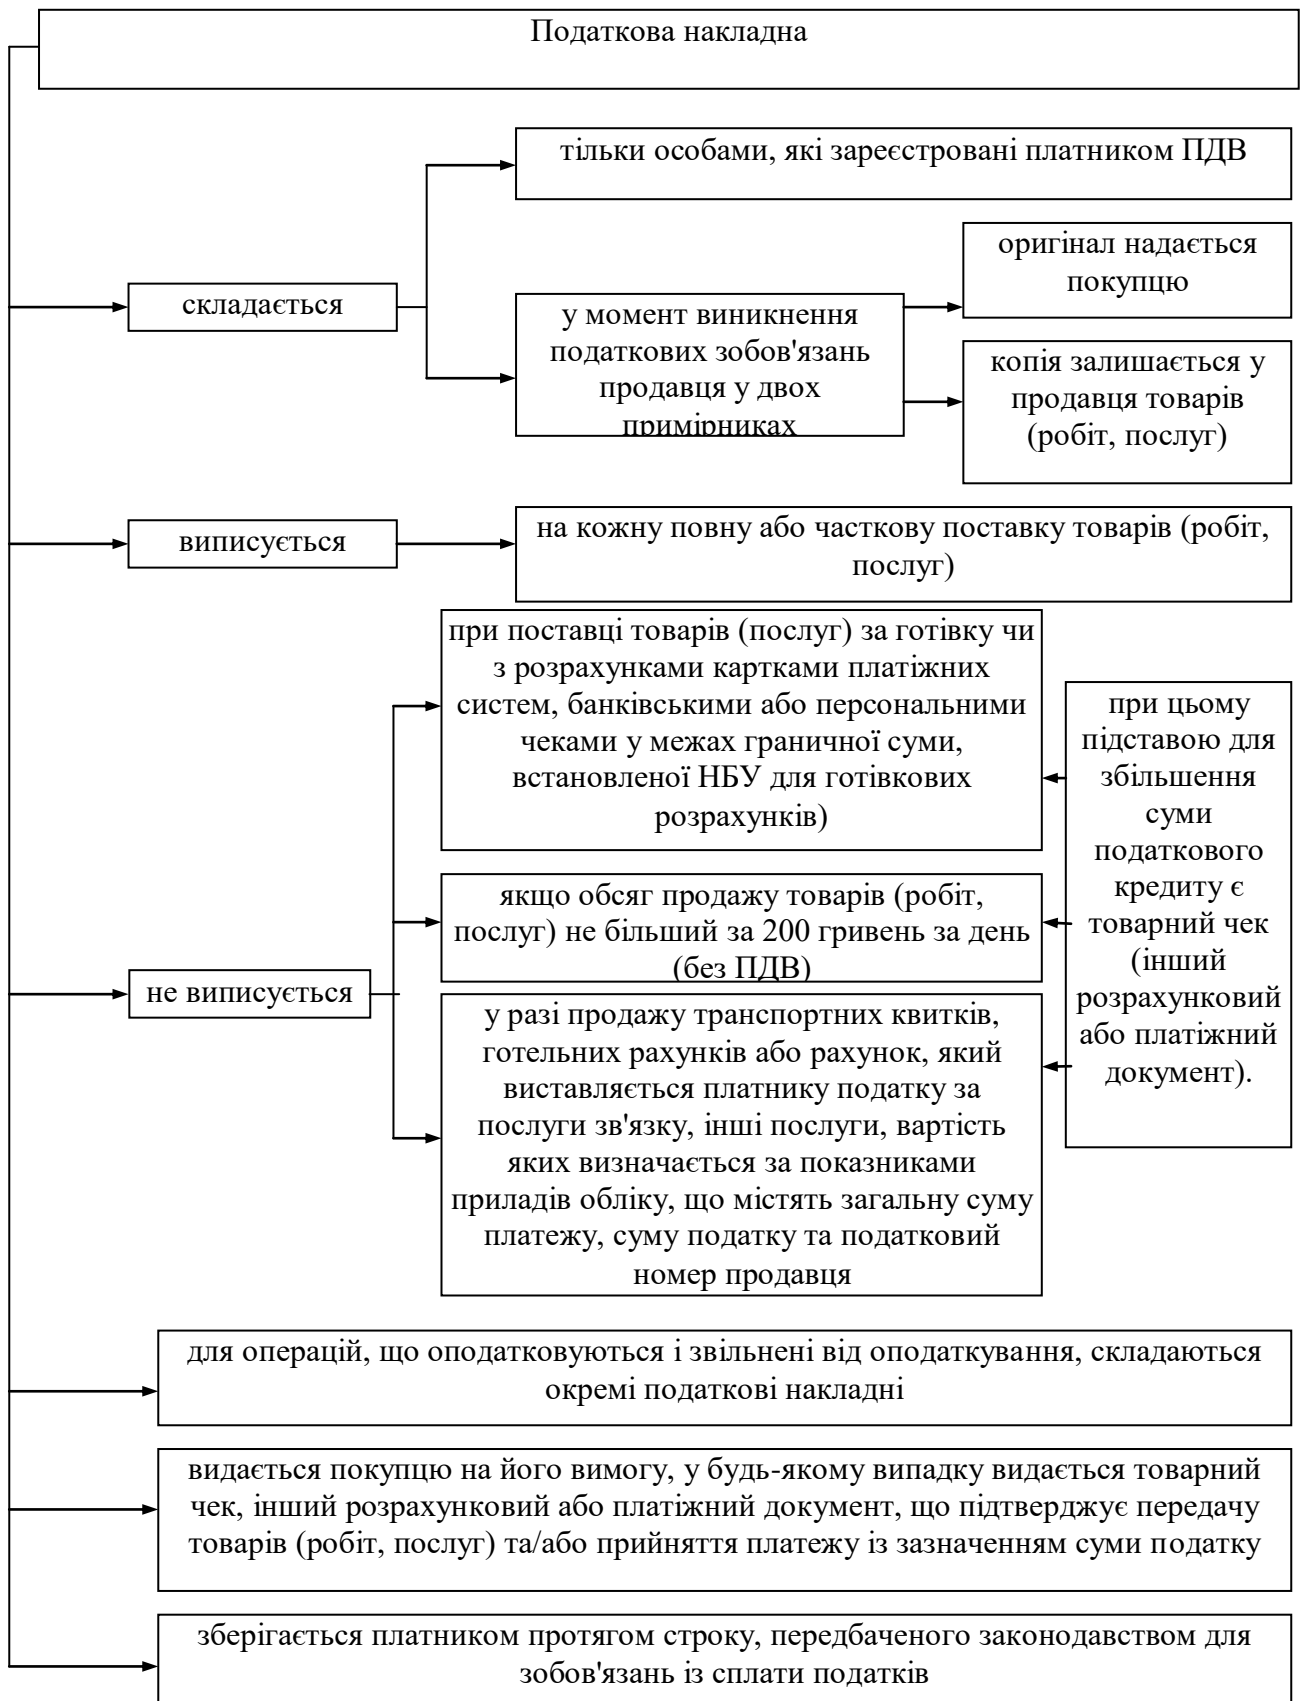 Податкова накладна
тільки особами, які зареєстровані платником ПДВ
складається
у момент виникнення
податкових зобов'язань
продавця у двох
примірниках
оригінал надається
покупцю
копія залишається у
продавця товарів
(робіт, послуг)
виписується
на кожну повну або часткову поставку товарів (робіт,
послуг)
не виписується
при поставці товарів (послуг) за готівку чи
з розрахунками картками платіжних
систем, банківськими або персональними
чеками у межах граничної суми,
встановленої НБУ для готівкових
розрахунків)
якщо обсяг продажу товарів (робіт,
послуг) не більший за 200 гривень за день
(без ПДВ)
у разі продажу транспортних квитків,
готельних рахунків або рахунок, який
виставляється платнику податку за
послуги зв'язку, інші послуги, вартість
яких визначається за показниками
приладів обліку, що містять загальну суму
платежу, суму податку та податковий
номер продавця
при цьому
підставою для
збільшення
суми
податкового
кредиту є
товарний чек
(інший
розрахунковий
або платіжний
документ).
для операцій, що оподатковуються і звільнені від оподаткування, складаються
окремі податкові накладні
видається покупцю на його вимогу, у будь-якому випадку видається товарний
чек, інший розрахунковий або платіжний документ, що підтверджує передачу
товарів (робіт, послуг) та/або прийняття платежу із зазначенням суми податку
зберігається платником протягом строку, передбаченого законодавством для
зобов'язань із сплати податків